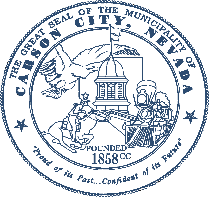 THE GREAT SEAL OF THE MUNICIPALITY OF
CARSON CITY, NEVADA
FOUNDED
1858 CC
"Proud of its Past...Confident of its Future"